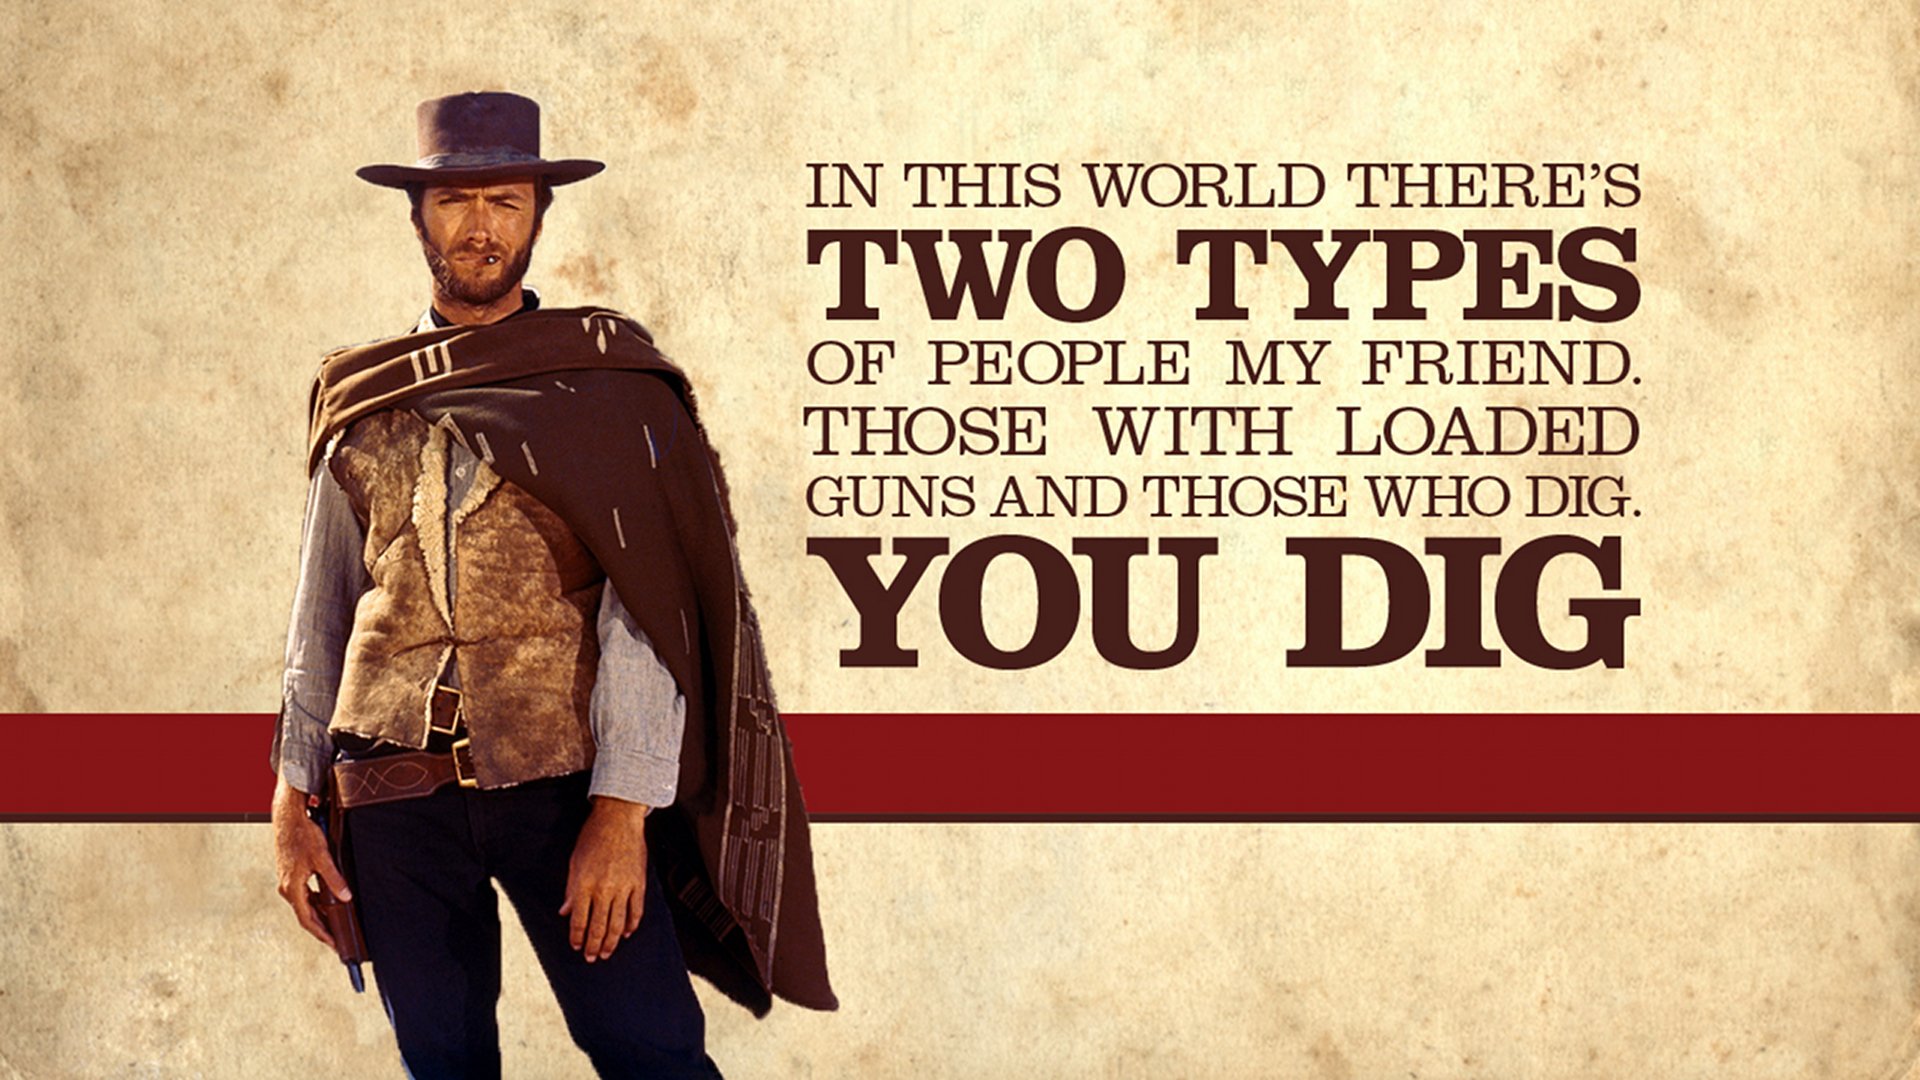 IN THIS WORLD THERE'S
TWO TYPES
OF PEOPLE MY FRIEND.
THOSE WITH LOADED
GUNS AND THOSE WHO DIG.
YOU DIG